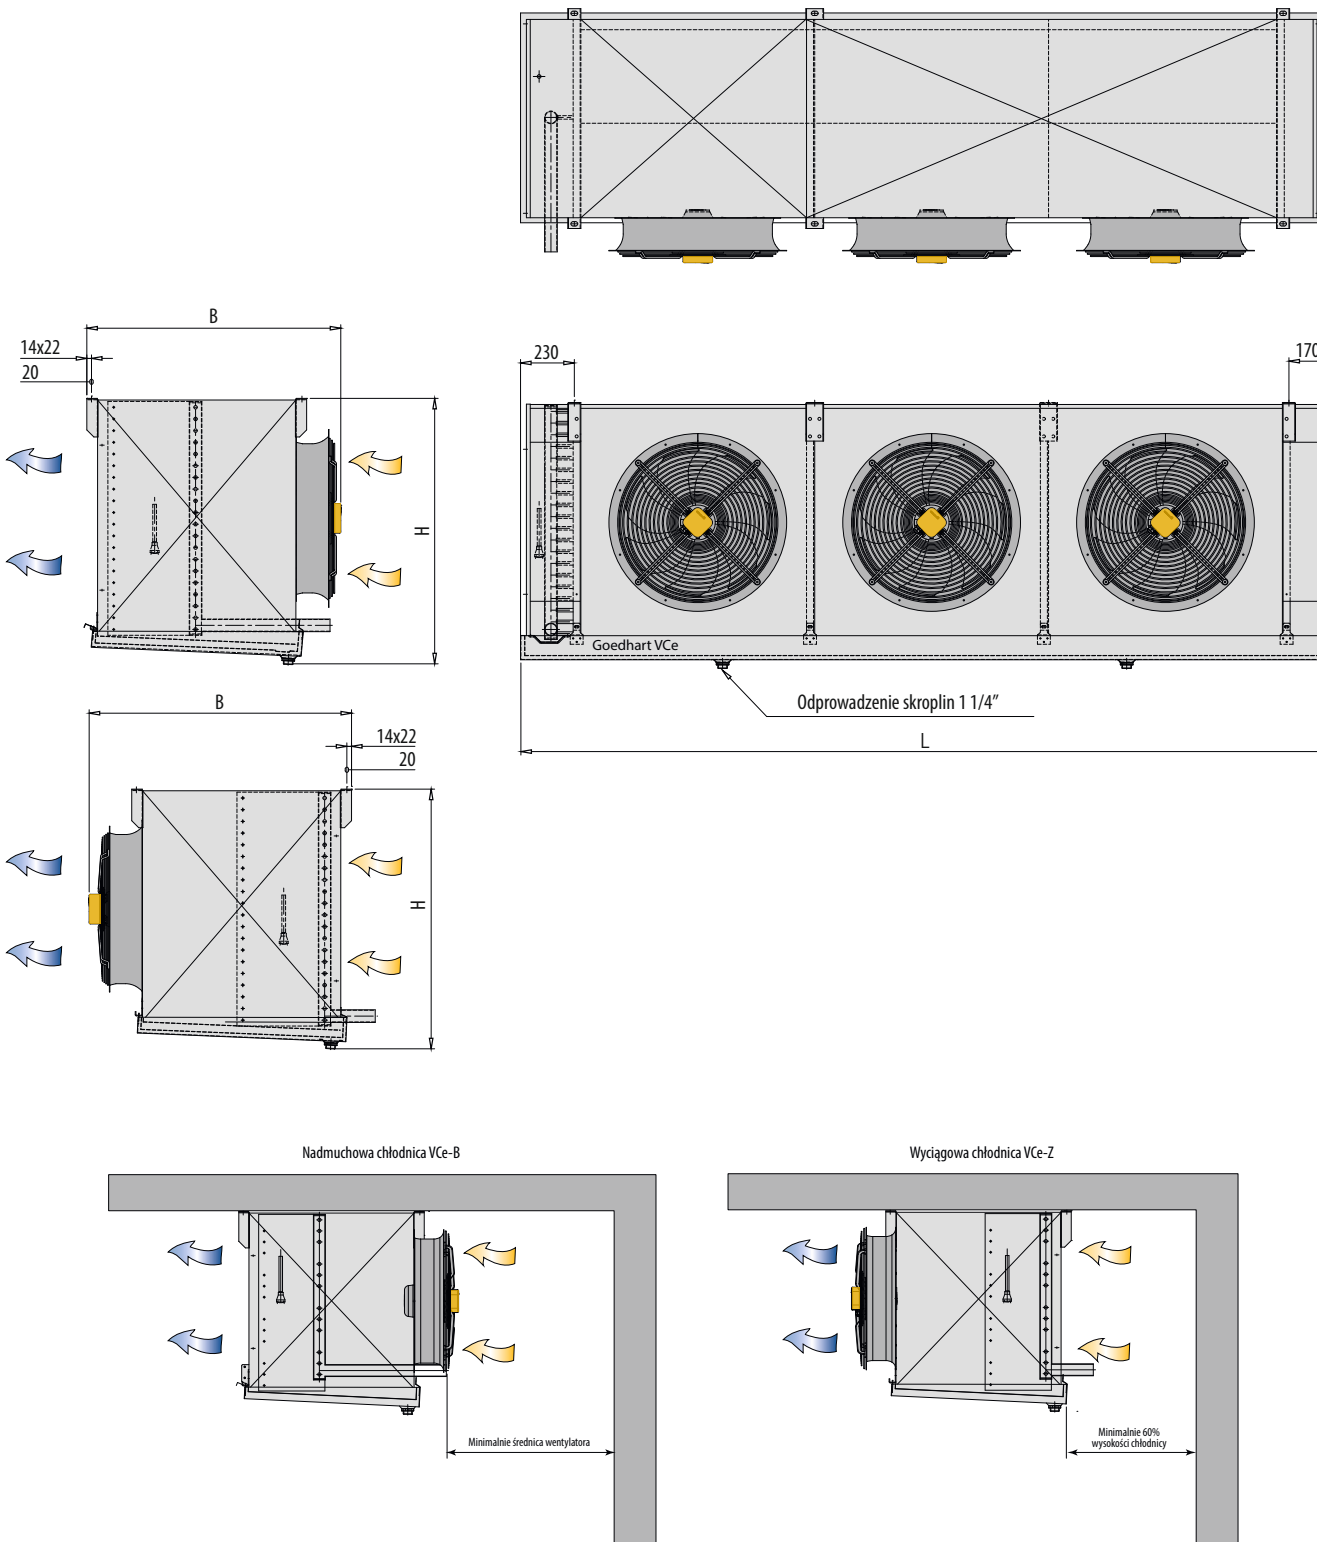 B
14x22
20
H
230
170
Goedhart VCe
Odprowadzenie skroplin 1 1/4”
L
B
14x22
20
H
Nadmuchowa chłodnica VCe-B
Wyciągowa chłodnica VCe-Z
Minimalnie średnica wentylatora
Minimalnie 60%
wysokości chłodnicy